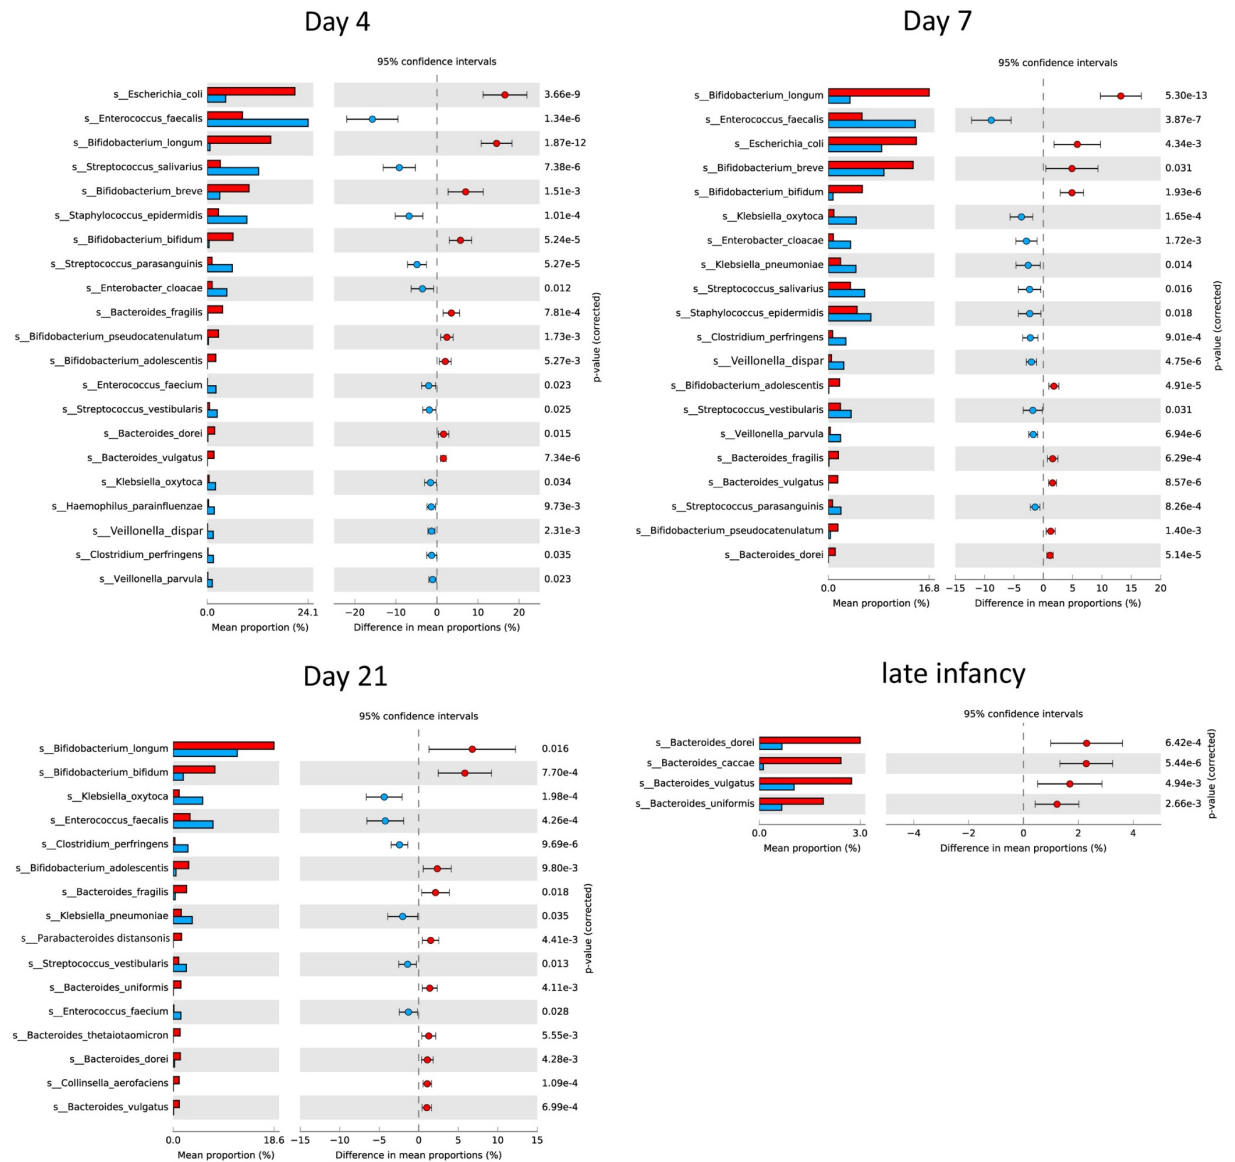 Day 4
95% confidence intervals
s__Escherichia_coli 3.66e-9
s__Enterococcus_faecalis 1.34e-6
s__Bifidobacterium_longum 1.87e-12
s__Streptococcus_salivarius 7.38e-6
s__Bifidobacterium_breve 1.51e-3
s__Staphylococcus_epidermidis 1.01e-4
s__Bifidobacterium_bifidum 5.24e-5
s__Streptococcus_parasanguinis 5.27e-5
s__Enterobacter_cloacae 0.012
s__Bacteroides_fragilis 7.81e-4
s__Bifidobacterium_pseudocatenulatum 1.73e-3
s__Bifidobacterium_adolescentis 5.27e-3
s__Enterococcus_faecium 0.023
s__Streptococcus_vestibularis 0.025
s__Bacteroides_dorei 0.015
s__Bacteroides_vulgatus 7.34e-6
s__Klebsiella_oxytoca 0.034
s__Haemophilus_parainfluenzae 9.73e-3
s__Veillonella_dispar 2.31e-3
s__Clostridium_perfringens 0.035
s__Veillonella_parvula 0.023
p-value (corrected)
0.0 24.1 −20 −10 0 10 20
Mean proportion (%) Difference in mean proportions (%)
Day 7
95% confidence intervals
s__Bifidobacterium_longum 5.30e-13
s__Enterococcus_faecalis 3.87e-7
s__Escherichia_coli 4.34e-3
s__Bifidobacterium_breve 0.031
s__Bifidobacterium_bifidum 1.93e-6
s__Klebsiella_oxytoca 1.65e-4
s__Enterobacter_cloacae 1.72e-3
s__Klebsiella_pneumoniae 0.014
s__Streptococcus_salivarius 0.016
s__Staphylococcus_epidermidis 0.018
s__Clostridium_perfringens 9.01e-4
s__Veillonella_dispar 4.75e-6
s__Bifidobacterium_adolescentis 4.91e-5
s__Streptococcus_vestibularis 0.031
s__Veillonella_parvula 6.94e-6
s__Bacteroides_fragilis 6.29e-4
s__Bacteroides_vulgatus 8.57e-6
s__Streptococcus_parasanguinis 8.26e-4
s__Bifidobacterium_pseudocatenulatum 1.40e-3
s__Bacteroides_dorei 5.14e-5
p-value (corrected)
0.0 16.8 −15 −10 −5 0 5 10 15 20
Mean proportion (%) Difference in mean proportions (%)
Day 21
95% confidence intervals
s__Bifidobacterium_longum 0.016
s__Bifidobacterium_bifidum 7.70e-4
s__Klebsiella_oxytoca 1.98e-4
s__Enterococcus_faecalis 4.26e-4
s__Clostridium_perfringens 9.69e-6
s__Bifidobacterium_adolescentis 9.80e-3
s__Bacteroides_fragilis 0.018
s__Klebsiella_pneumoniae 0.035
s__Parabacteroides distansonis 4.41e-3
s__Streptococcus_vestibularis 0.013
s__Bacteroides_uniformis 4.11e-3
s__Enterococcus_faecium 0.028
s__Bacteroides_thetaiotaomicron 5.55e-3
s__Bacteroides_dorei 4.28e-3
s__Collinsella_aerofaciens 1.09e-4
s__Bacteroides_vulgatus 6.99e-4
p-value (corrected)
0.0 18.6 −15 −10 −5 0 5 10 15
Mean proportion (%) Difference in mean proportions (%)
late infancy
95% confidence intervals
s__Bacteroides_dorei 6.42e-4
s__Bacteroides_caccae 5.44e-6
s__Bacteroides_vulgatus 4.94e-3
s__Bacteroides_uniformis 2.66e-3
p-value (corrected)
0.0 3.0 −4 −2 0 2 4
Mean proportion (%) Difference in mean proportions (%)